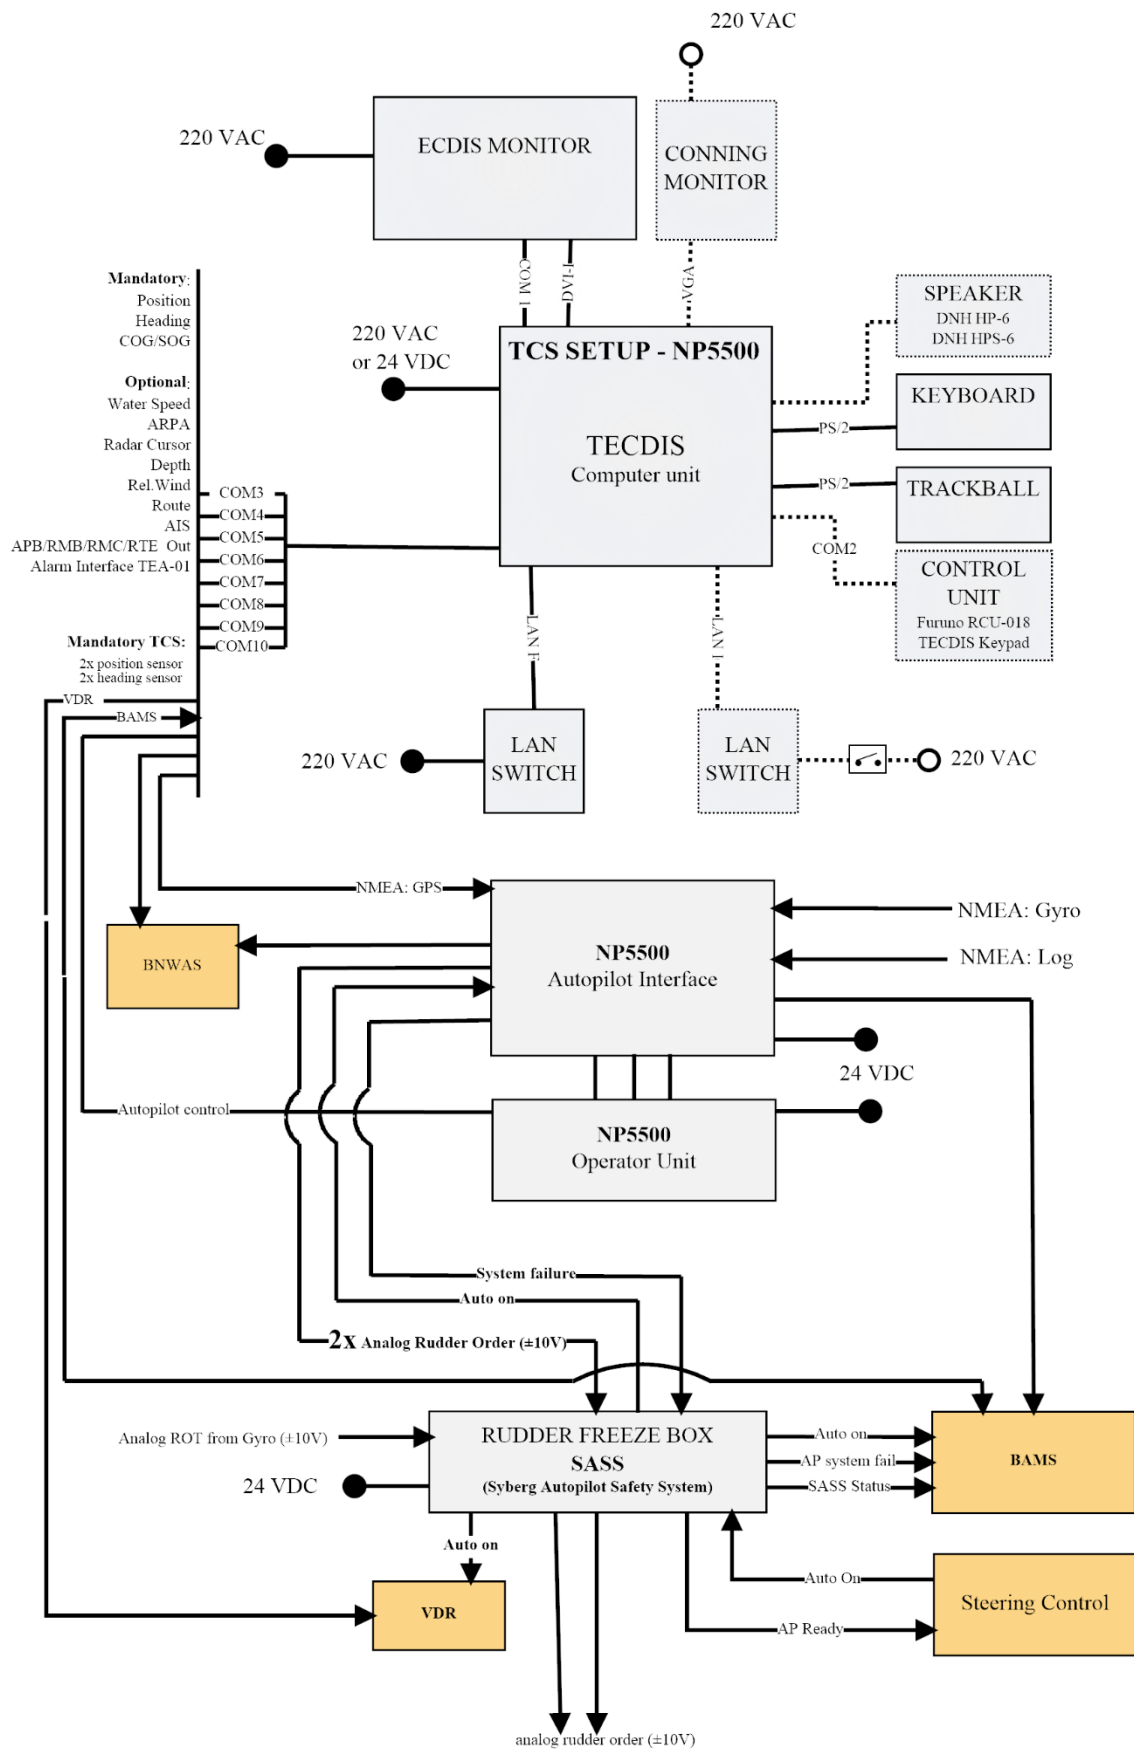 220 VAC
220 VAC
ECDIS MONITOR
CONNING
MONITOR
COM 1
DVI-I
VGA
Mandatory:
Position
Heading
COG/SOG
Optional:
Water Speed
ARPA
Radar Cursor
Depth
Rel.Wind
Route
AIS
APB/RMB/RMC/RTE Out
Alarm Interface TEA-01
Mandatory TCS:
2x position sensor
2x heading sensor
VDR
BAMS
COM3
COM4
COM5
COM6
COM7
COM8
COM9
COM10
220 VAC
or 24 VDC
TCS SETUP - NP5500
TECDIS
Computer unit
SPEAKER
DNH HP-6
DNH HPS-6
PS/2
KEYBOARD
PS/2
TRACKBALL
COM2
CONTROL
UNIT
Furuno RCU-018
TECDIS Keypad
LAN F
LAN 1
220 VAC
LAN
SWITCH
LAN
SWITCH
220 VAC
NMEA: GPS
NMEA: Gyro
NMEA: Log
BNWAS
NP5500
Autopilot Interface
24 VDC
Autopilot control
NP5500
Operator Unit
System failure
Auto on
2x Analog Rudder Order (±10V)
Analog ROT from Gyro (±10V)
24 VDC
RUDDER FREEZE BOX
SASS
(Syberg Autopilot Safety System)
Auto on
AP system fail
SASS Status
BAMS
Auto on
VDR
Auto On
AP Ready
Steering Control
analog rudder order (±10V)